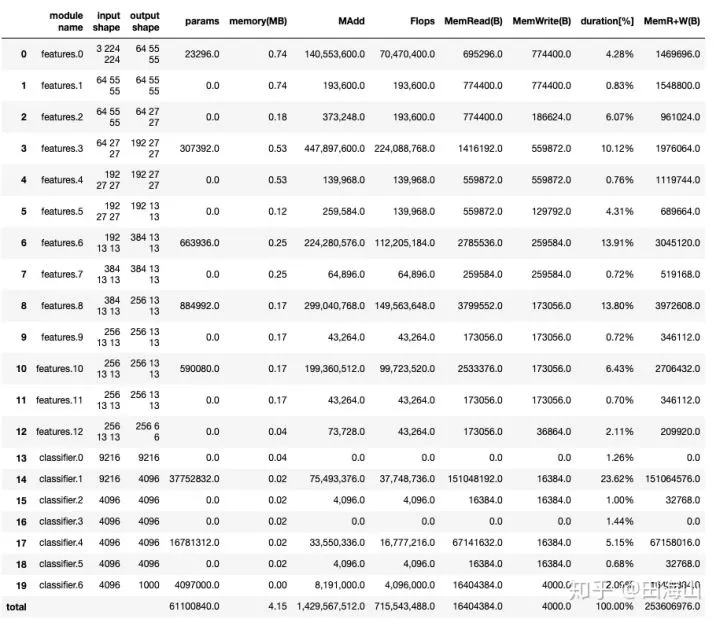 module name input shape output shape params memory(MB) MAdd Flops MemRead(B) MemWrite(B) duration[%] MemR+W(B)
0 features.0 3 224 224 64 55 55 23296.0 0.74 140,553,600.0 70,470,400.0 695296.0 774400.0 4.28% 1469696.0
1 features.1 64 55 55 64 55 55 0.0 0.74 193,600.0 193,600.0 774400.0 774400.0 0.83% 1548800.0
2 features.2 64 55 55 64 27 27 0.0 0.18 373,248.0 193,600.0 774400.0 186624.0 6.07% 961024.0
3 features.3 64 27 27 192 27 27 307392.0 0.53 447,897,600.0 224,088,768.0 1416192.0 559872.0 10.12% 1976064.0
4 features.4 192 27 27 192 27 27 0.0 0.53 139,968.0 139,968.0 559872.0 559872.0 0.76% 1119744.0
5 features.5 192 27 27 192 13 13 0.0 0.12 259,584.0 139,968.0 559872.0 129792.0 4.31% 689664.0
6 features.6 192 13 13 384 13 13 663936.0 0.25 224,280,576.0 112,205,184.0 2785536.0 259584.0 13.91% 3045120.0
7 features.7 384 13 13 384 13 13 0.0 0.25 64,896.0 64,896.0 259584.0 259584.0 0.72% 519168.0
8 features.8 384 13 13 256 13 13 884992.0 0.17 299,040,768.0 149,563,648.0 3799552.0 173056.0 13.80% 3972608.0
9 features.9 256 13 13 256 13 13 0.0 0.17 43,264.0 43,264.0 173056.0 173056.0 0.72% 346112.0
10 features.10 256 13 13 256 13 13 590080.0 0.17 199,360,512.0 99,723,520.0 2533376.0 173056.0 6.43% 2706432.0
11 features.11 256 13 13 256 13 13 0.0 0.17 43,264.0 43,264.0 173056.0 173056.0 0.70% 346112.0
12 features.12 256 13 13 256 6 6 0.0 0.04 73,728.0 43,264.0 173056.0 36864.0 2.11% 209920.0
13 classifier.0 9216 9216 0.0 0.04 0.0 0.0 0.0 0.0 1.26% 0.0
14 classifier.1 9216 4096 37752832.0 0.02 75,493,376.0 37,748,736.0 151048192.0 16384.0 23.62% 151064576.0
15 classifier.2 4096 4096 0.0 0.02 4,096.0 4,096.0 16384.0 16384.0 1.00% 32768.0
16 classifier.3 4096 4096 0.0 0.02 0.0 0.0 0.0 0.0 1.44% 0.0
17 classifier.4 4096 4096 16781312.0 0.02 33,550,336.0 16,777,216.0 67141632.0 16384.0 5.15% 67158016.0
18 classifier.5 4096 4096 0.0 0.02 4,096.0 4,096.0 16384.0 16384.0 0.68% 32768.0
19 classifier.6 4096 1000 4097000.0 0.00 8,191,000.0 4,096,000.0 16404384.0 4000.0 2.09%
total 61100840.0 4.15 1,429,567,512.0 715,543,488.0 16404384.0 4000.0 100.00% 253606976.0
知乎 @田海山